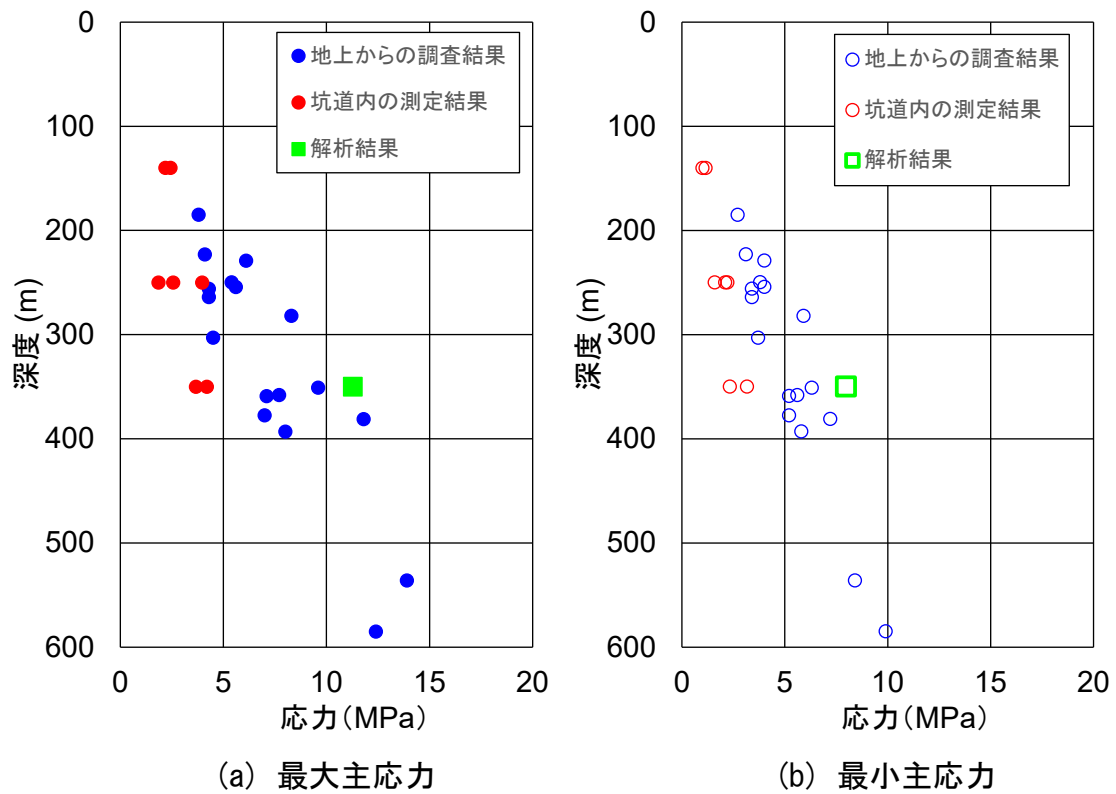 0
100
200
300
400
500
600
深度 (m)
地上からの調査結果
坑道内の測定結果
解析結果
0 5 10 15 20
応力(MPa)
(a) 最大主応力
0
100
200
300
400
500
600
深度 (m)
地上からの調査結果
坑道内の測定結果
解析結果
0 5 10 15 20
応力(MPa)
(b) 最小主応力